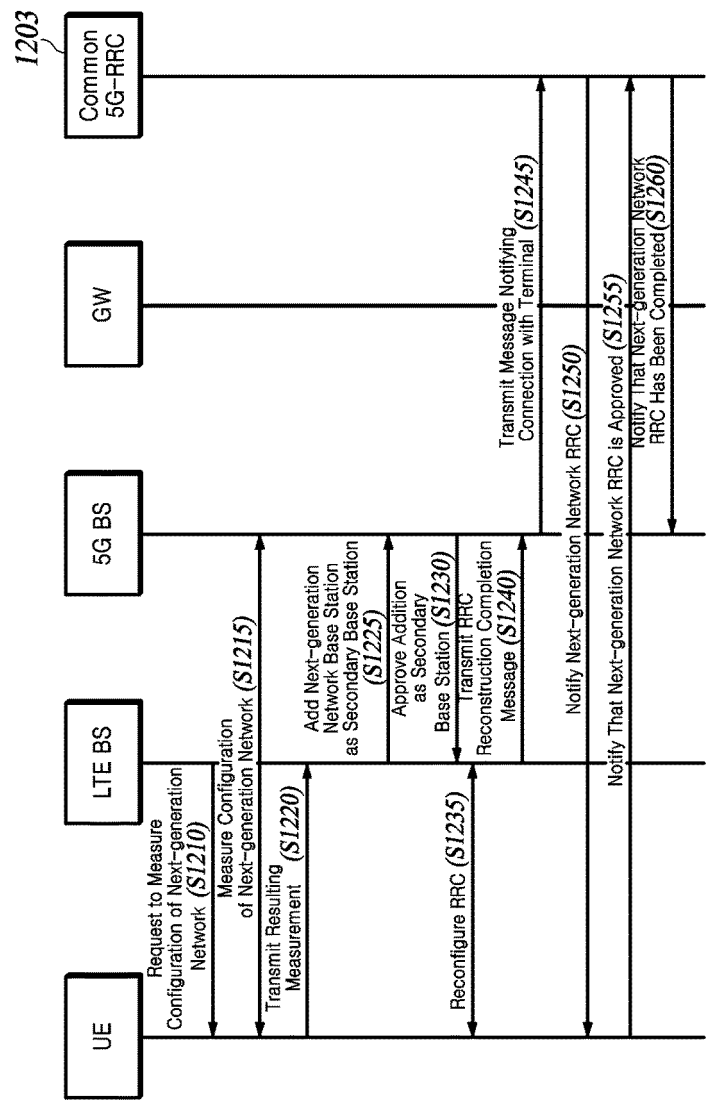 1203
UE
LTE BS
5G BS
GW
Common
5G-RRC
Request to Measure
Configuration of Next-generation
Network (S1210)
Measure Configuration
of Next-generation Network (S1215)
Transmit Resulting
Measurement (S1220)
Add Next-generation
Network Base Station
as Secondary Base Station
(S1225)
Approve Addition
as Secondary
Base Station (S1230)
Reconfigure RRC (S1235)
Transmit RRC
Reconstruction Completion
Message (S1240)
Transmit Message Notifying
Connection with Terminal (S1245)
Notify Next-generation Network RRC (S1250)
Notify That Next-generation Network RRC is Approved (S1255)
Notify That Next-generation Network
RRC Has Been Completed (S1260)